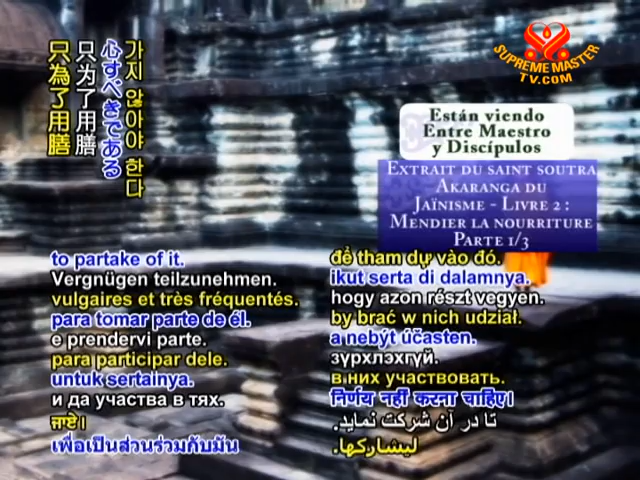 가지 않아야 한다
心すべきである
只为了用膳
只為了用膳
SUPREME MASTER
TV.COM
Están viendo
Entre Maestro
y Discípulos
Extrait du saint soutra
Akaranga du
Jaïnisme - Livre 2 :
Mendier la nourriture
Parte 1/3
to partake of it.
Vergnügen teilzunehmen.
vulgaires et très fréquentés.
para tomar parte de él.
e prendervi parte.
para participar dele.
untuk sertainya.
и да участва в тях.
ਜਾਏ।
เพื่อเป็นส่วนร่วมกับมัน
để tham dự vào đó.
ikut serta di dalamnya.
hogy azon részt vegyen.
by brać w nich udział.
a nebýt účasten.
зүрхлэхгүй.
в них участвовать.
निर्णय नहीं करना चाहिए।
تا در آن شرکت نماید.
ليشاركها.